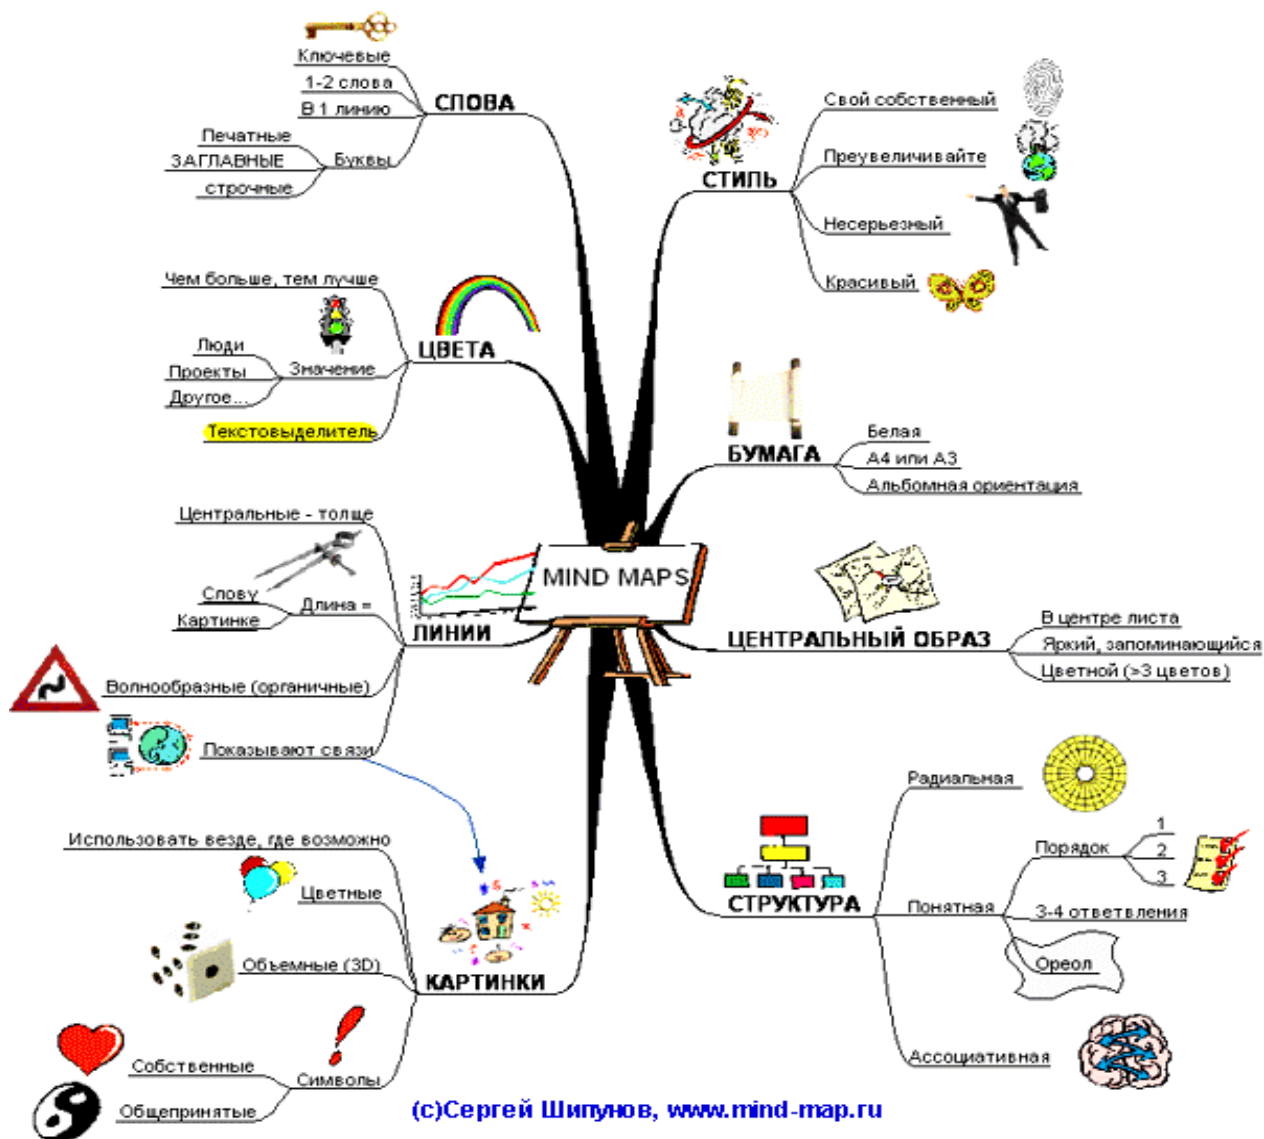 Ключевые
1-2 слова
В 1 линию
Печатные
ЗАГЛАВНЫЕ
строчные
Буквы
СЛОВА
Чем больше, тем лучше
Люди
Проекты
Другое...
Значение
Текстовыделитель
ЦВЕТА
Центральные - толще
Слову
Картинке
Длина =
Волнообразные (органичные)
Показывают связи
ЛИНИИ
Использовать везде, где возможно
Цветные
Объемные (3D)
Собственные
Общепринятые
Символы
КАРТИНКИ
MIND MAPS
СТИЛЬ
Свой собственный
Преувеличивайте
Несерьезный
Красивый
БУМАГА
Белая
А4 или А3
Альбомная ориентация
ЦЕНТРАЛЬНЫЙ ОБРАЗ
В центре листа
Яркий, запоминающийся
Цветной (>3 цветов)
СТРУКТУРА
Радиальная
Понятная
Порядок
1
2
3
3-4 ответвления
Ореол
Ассоциативная
(с)Сергей Шипунов, www.mind-map.ru